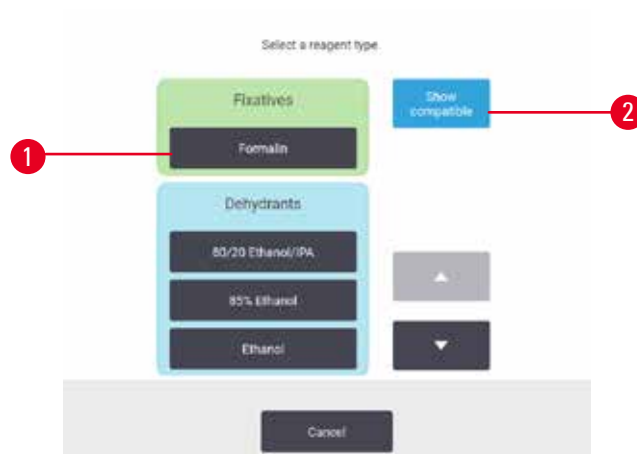 Select a reagent type.
Fixatives
Show
compatible
1
Formalin
2
Dehydrants
80/20 Ethanol/IPA
85% Ethanol
Ethanol
Cancel